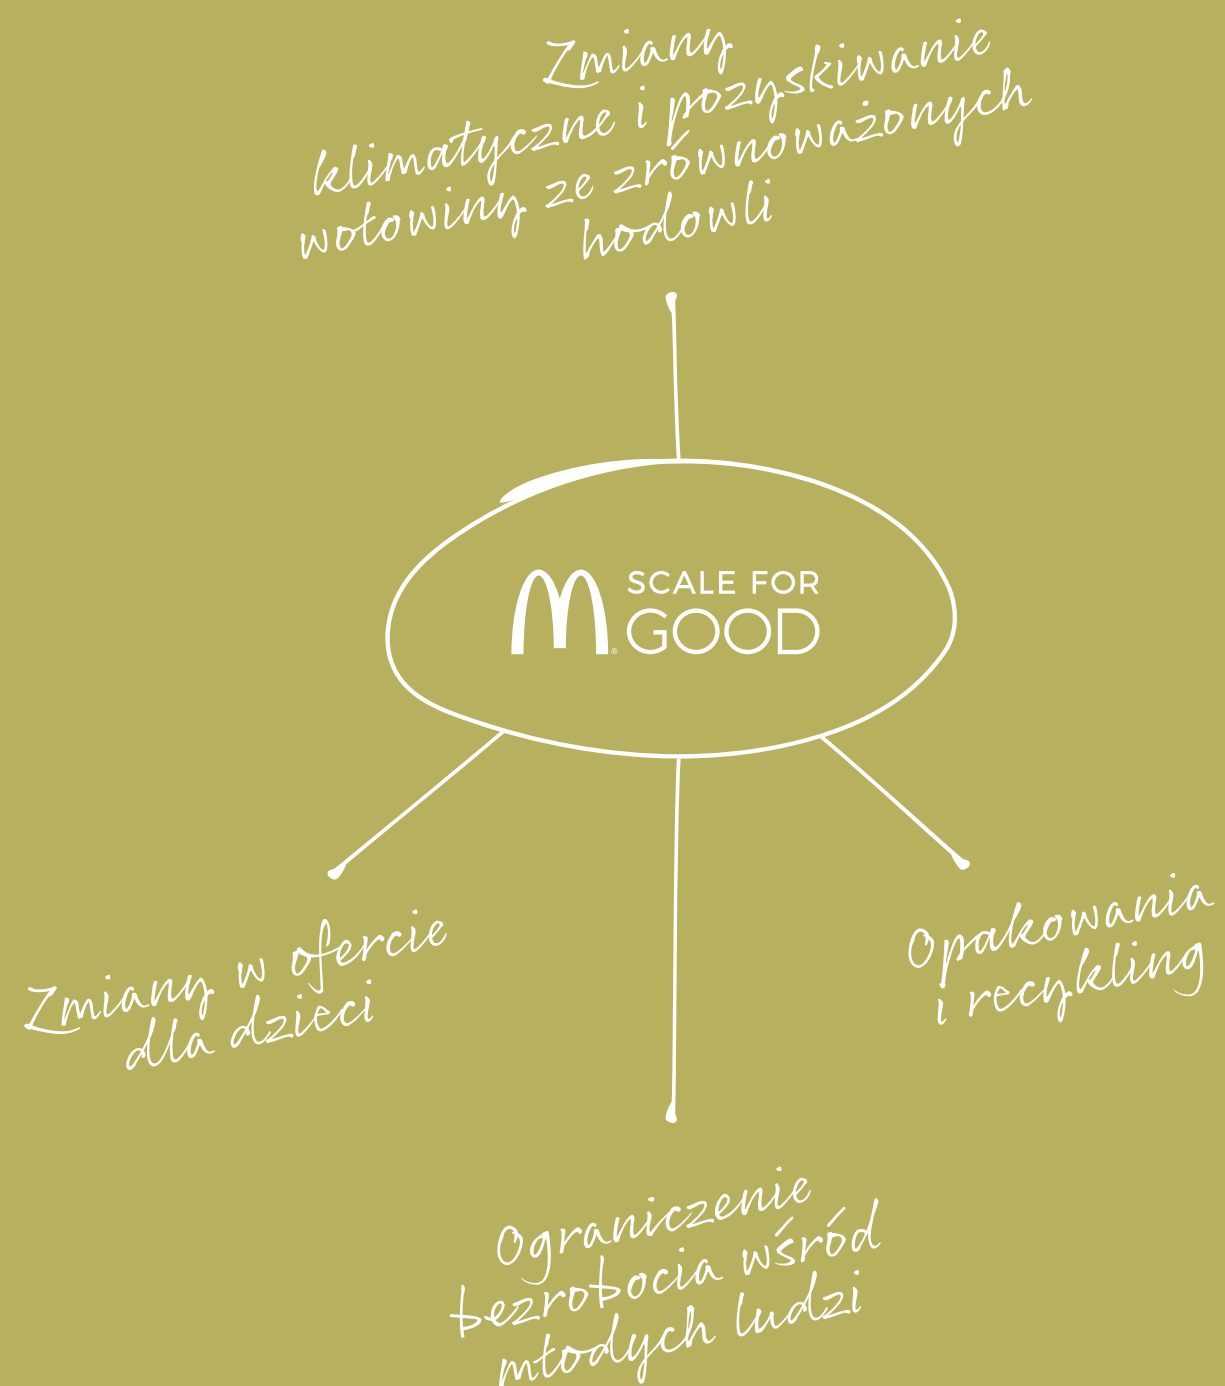 Zmiany
klimatyczne i pozyskiwanie
wołowiny ze zrównoważonych
hodowli
SCALE FOR
GOOD
®
Zmiany w ofercie
dla dzieci
Opakowania
i recykling
Ograniczenie
bezrobocia wśród
młodych ludzi